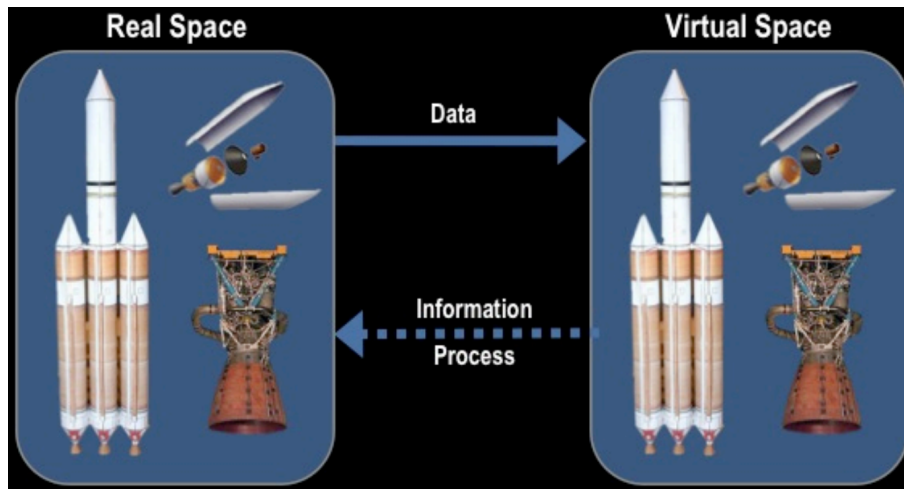 Real Space
Virtual Space
Data
Information
Process